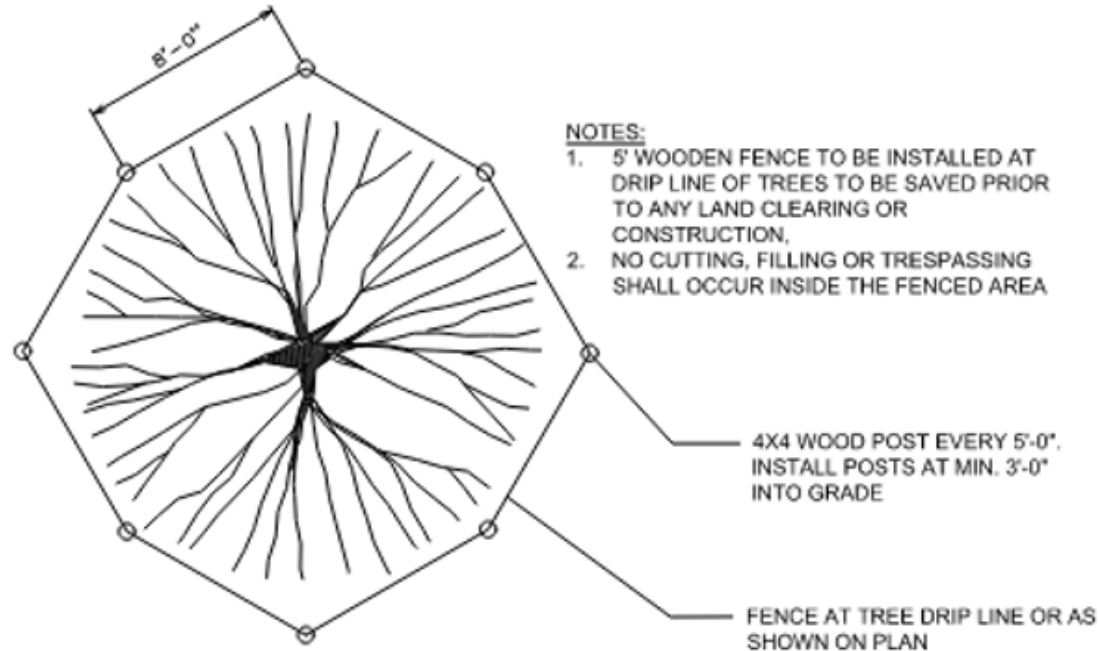 8'-0"
NOTES:
1. 5' WOODEN FENCE TO BE INSTALLED AT
DRIP LINE OF TREES TO BE SAVED PRIOR
TO ANY LAND CLEARING OR
CONSTRUCTION,
2. NO CUTTING, FILLING OR TRESPASSING
SHALL OCCUR INSIDE THE FENCED AREA
4X4 WOOD POST EVERY 5'-0".
INSTALL POSTS AT MIN. 3'-0"
INTO GRADE
FENCE AT TREE DRIP LINE OR AS
SHOWN ON PLAN